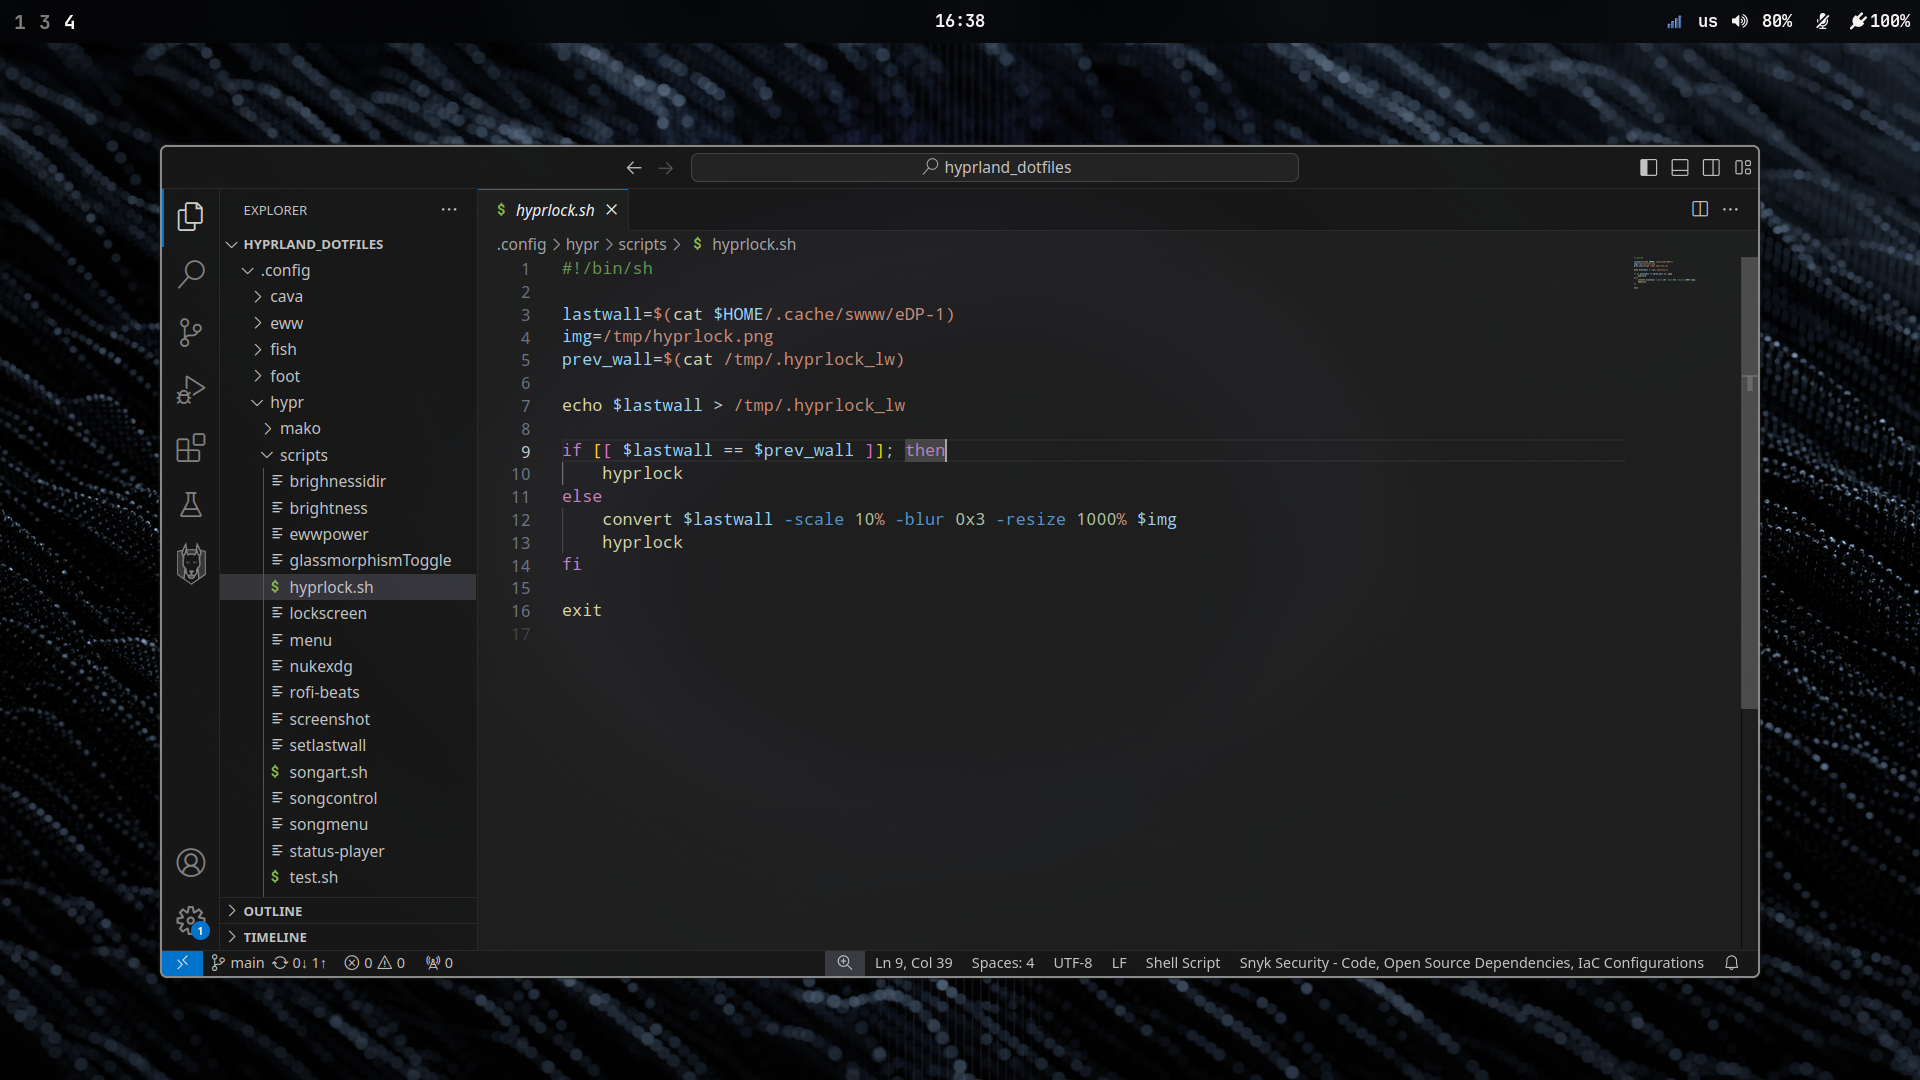 1 3 4
16:38
us 80% 100%
hyprland_dotfiles
EXPLORER
HYPRLAND_DOTFILES
.config
cava
eww
fish
foot
hypr
mako
scripts
brighnessidir
brightness
ewwpower
glassmorphismToggle
hyprlock.sh
lockscreen
menu
nukexdg
rofi-beats
screenshot
setlastwall
songart.sh
songcontrol
songmenu
status-player
test.sh
OUTLINE
TIMELINE
$ hyprlock.sh
.config > hypr > scripts > $ hyprlock.sh
1 #!/bin/sh
2
3 lastwall=$(cat $HOME/.cache/swww/eDP-1)
4 img=/tmp/hyprlock.png
5 prev_wall=$(cat /tmp/.hyprlock_lw)
6
7 echo $lastwall > /tmp/.hyprlock_lw
8
9 if [[ $lastwall == $prev_wall ]]; then
10 hyprlock
11 else
12 convert $lastwall -scale 10% -blur 0x3 -resize 1000% $img
13 hyprlock
14 fi
15
16 exit
17
1
main 0↓ 1↑ 0 0 0
Ln 9, Col 39 Spaces: 4 UTF-8 LF Shell Script Snyk Security - Code, Open Source Dependencies, IaC Configurations